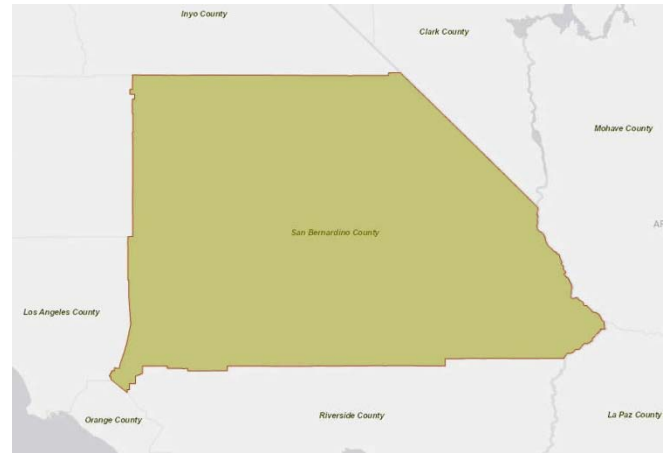 Inyo County
Clark County
Mohave County
San Bernardino County
Los Angeles County
Orange County
Riverside County
La Paz County